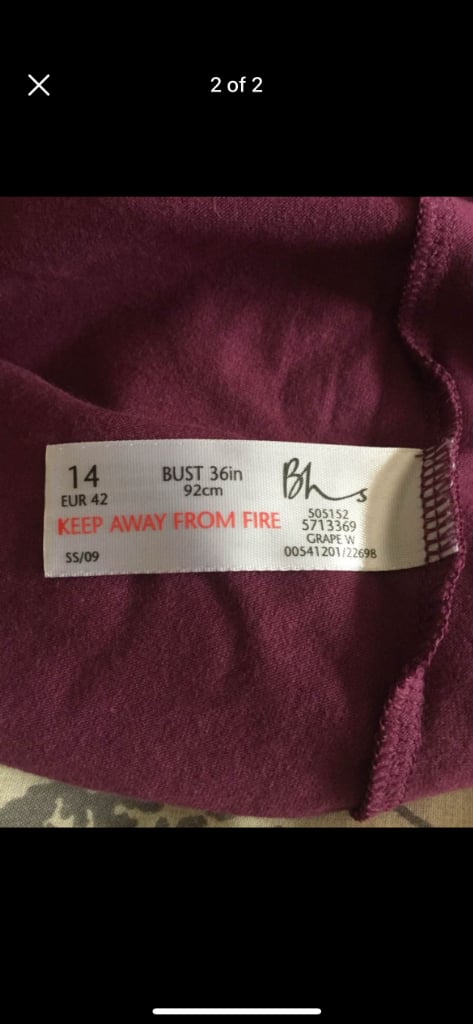 2 of 2
14
EUR 42
BUST 36in
92cm
Bhs
KEEP AWAY FROM FIRE
505152
5713369
GRAPE W
00541201/22698
SS/09